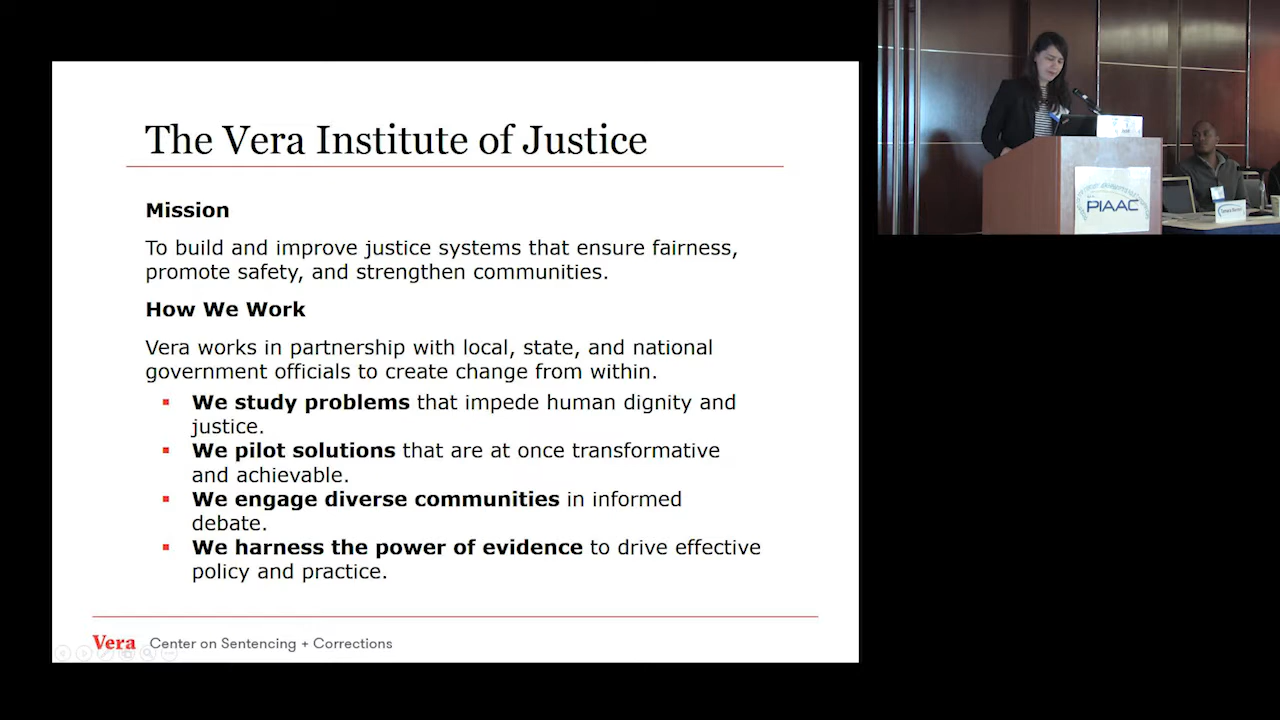 The Vera Institute of Justice
Mission
To build and improve justice systems that ensure fairness,
promote safety, and strengthen communities.
How We Work
Vera works in partnership with local, state, and national
government officials to create change from within.
▪ We study problems that impede human dignity and
justice.
▪ We pilot solutions that are at once transformative
and achievable.
▪ We engage diverse communities in informed
debate.
▪ We harness the power of evidence to drive effective
policy and practice.
Vera Center on Sentencing + Corrections
PIAAC